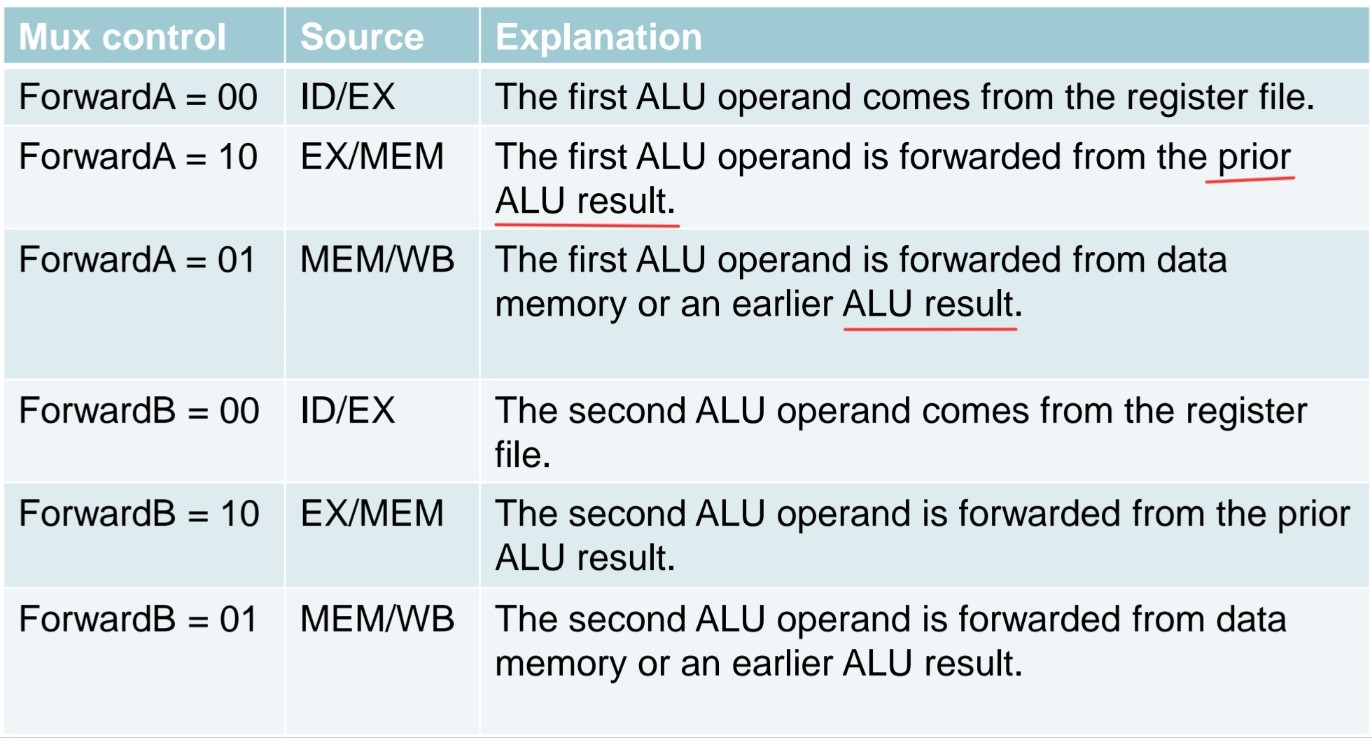 Mux control Source Explanation
ForwardA = 00 ID/EX The first ALU operand comes from the register file.
ForwardA = 10 EX/MEM The first ALU operand is forwarded from the prior
ALU result.
ForwardA = 01 MEM/WB The first ALU operand is forwarded from data
memory or an earlier ALU result.
ForwardB = 00 ID/EX The second ALU operand comes from the register
file.
ForwardB = 10 EX/MEM The second ALU operand is forwarded from the prior
ALU result.
ForwardB = 01 MEM/WB The second ALU operand is forwarded from data
memory or an earlier ALU result.